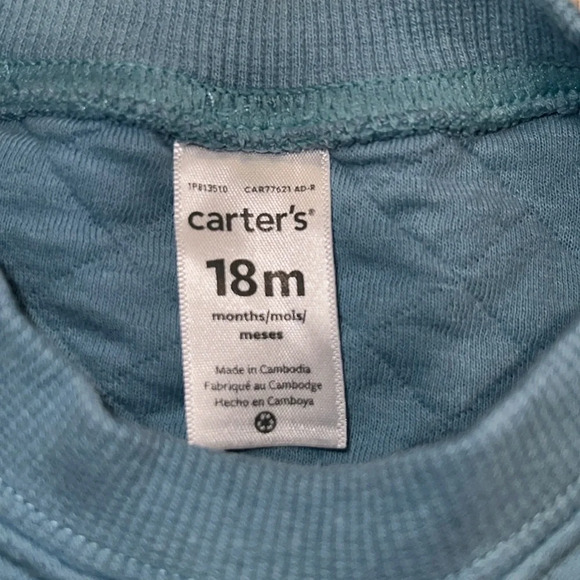 1P813510 CAR77621 AD-R
carter's®
18m
months/mois/
meses
Made in Cambodia
Fabriqué au Cambodge
Hecho en Camboya